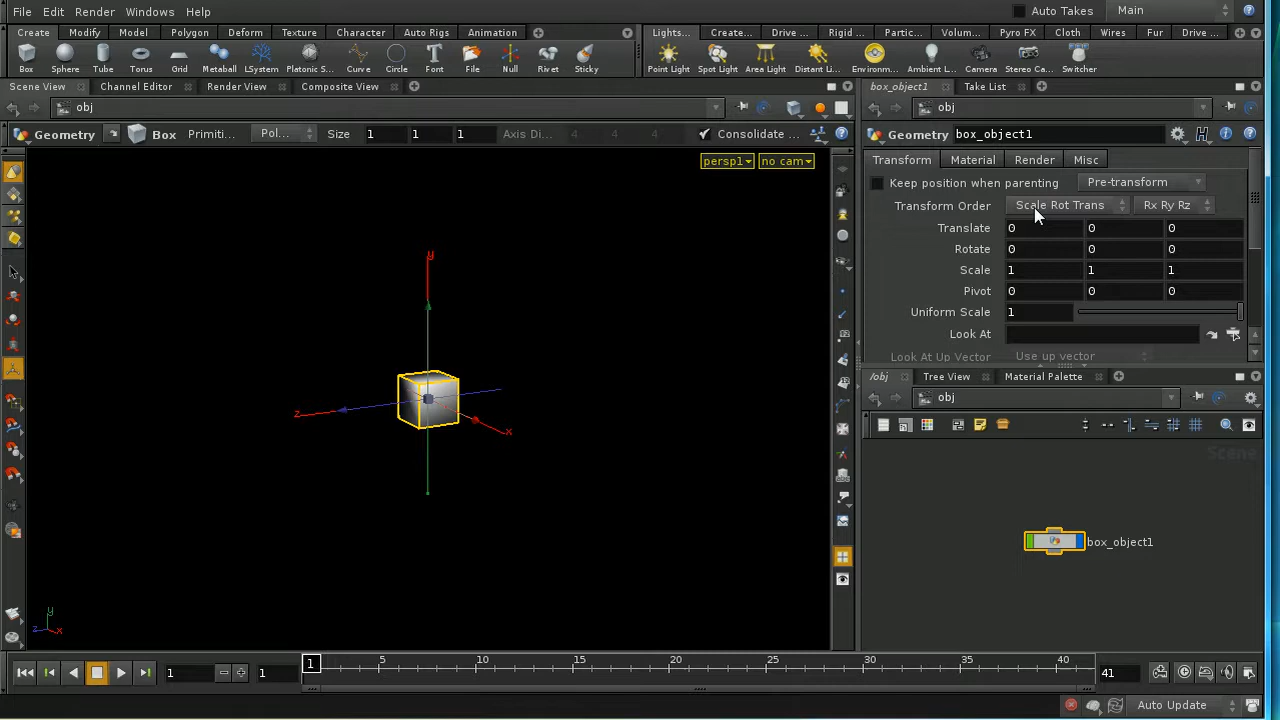 File Edit Render Windows Help Auto Takes Main
Create Modify Model Polygon Deform Texture Character Auto Rigs Animation Lights... Create... Drive ... Rigid ... Partic... Volum... Pyro FX Cloth Wires Fur Drive ...
Box Sphere Tube Torus Grid Metaball LSystem Platonic S... Curve Circle Font File Null Rivet Sticky Point Light Spot Light Area Light Distant Li... Environm... Ambient L... Camera Stereo Ca... Switcher
Scene View Channel Editor Render View Composite View box_object1 Take List
obj obj
Geometry Box Primiti... Pol... Size 1 1 1 Axis Di... 4 4 4 Consolidate ... Geometry box_object1
persp1 no cam Transform Material Render Misc
Keep position when parenting Pre-transform
Transform Order Scale Rot Trans Rx Ry Rz
Translate 0 0 0
Rotate 0 0 0
Scale 1 1 1
Pivot 0 0 0
Uniform Scale 1
Look At
Look At Up Vector Use up vector
y
z
x
/obj Tree View Material Palette
obj
Scene
box_object1
y
z x
1 1 1 5 10 15 20 25 30 35 40 41
Auto Update